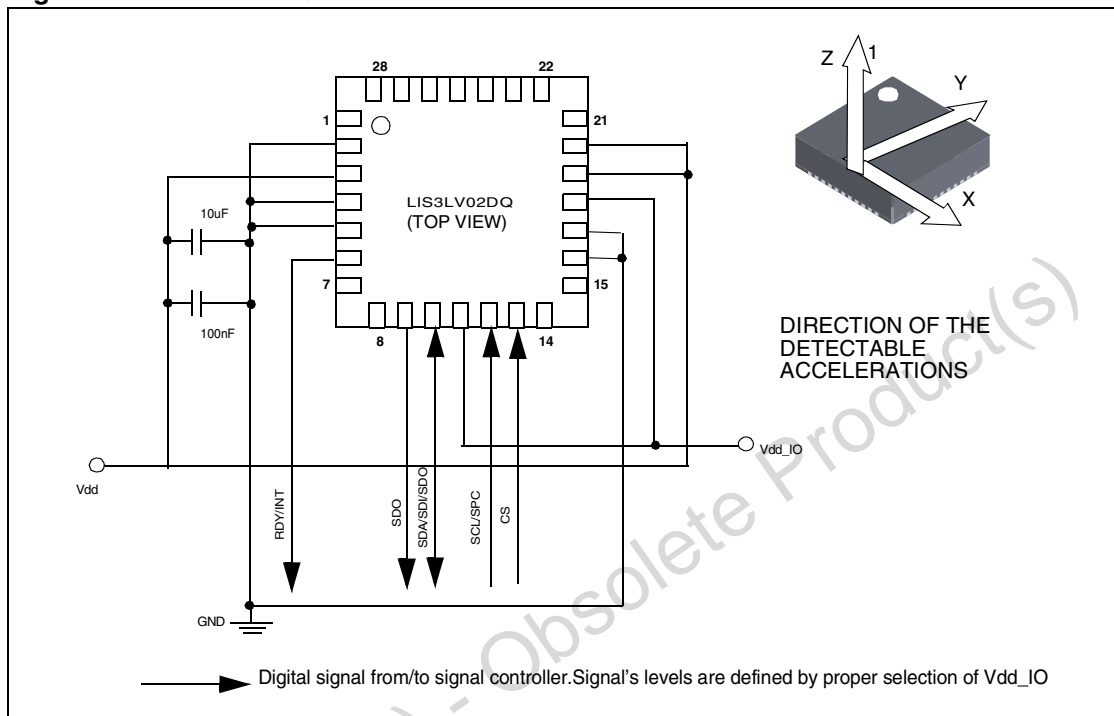 28
22
1
21
LIS3LV02DQ
(TOP VIEW)
10uF
7
15
100nF
8
14
Z
1
Y
X
DIRECTION OF THE
DETECTABLE
ACCELERATIONS
Vdd_IO
Vdd
RDY/INT
SDO
SDA/SDI/SDO
SCL/SPC
CS
GND
Digital signal from/to signal controller.Signal's levels are defined by proper selection of Vdd_IO
- Obsolete Product(s)